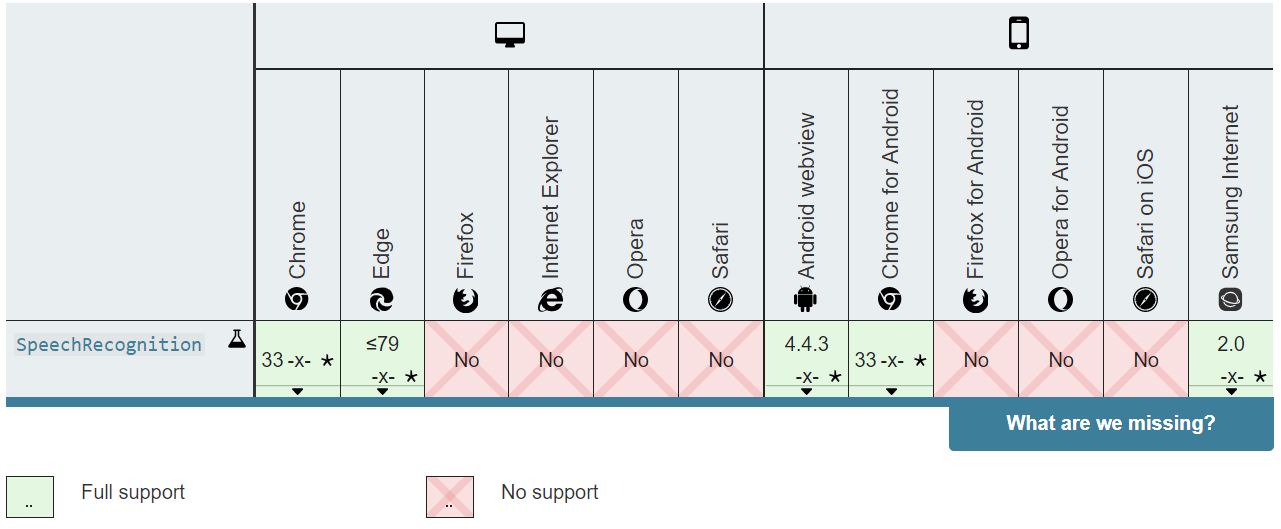 Chrome
Edge
Firefox
Internet Explorer
Opera
Safari
Android webview
Chrome for Android
Firefox for Android
Opera for Android
Safari on iOS
Samsung Internet
SpeechRecognition
33 -x- *
≤79
-x- *
No
No
No
No
4.4.3
-x- *
33 -x- *
No
No
No
2.0
-x- *
What are we missing?
.. Full support
.. No support